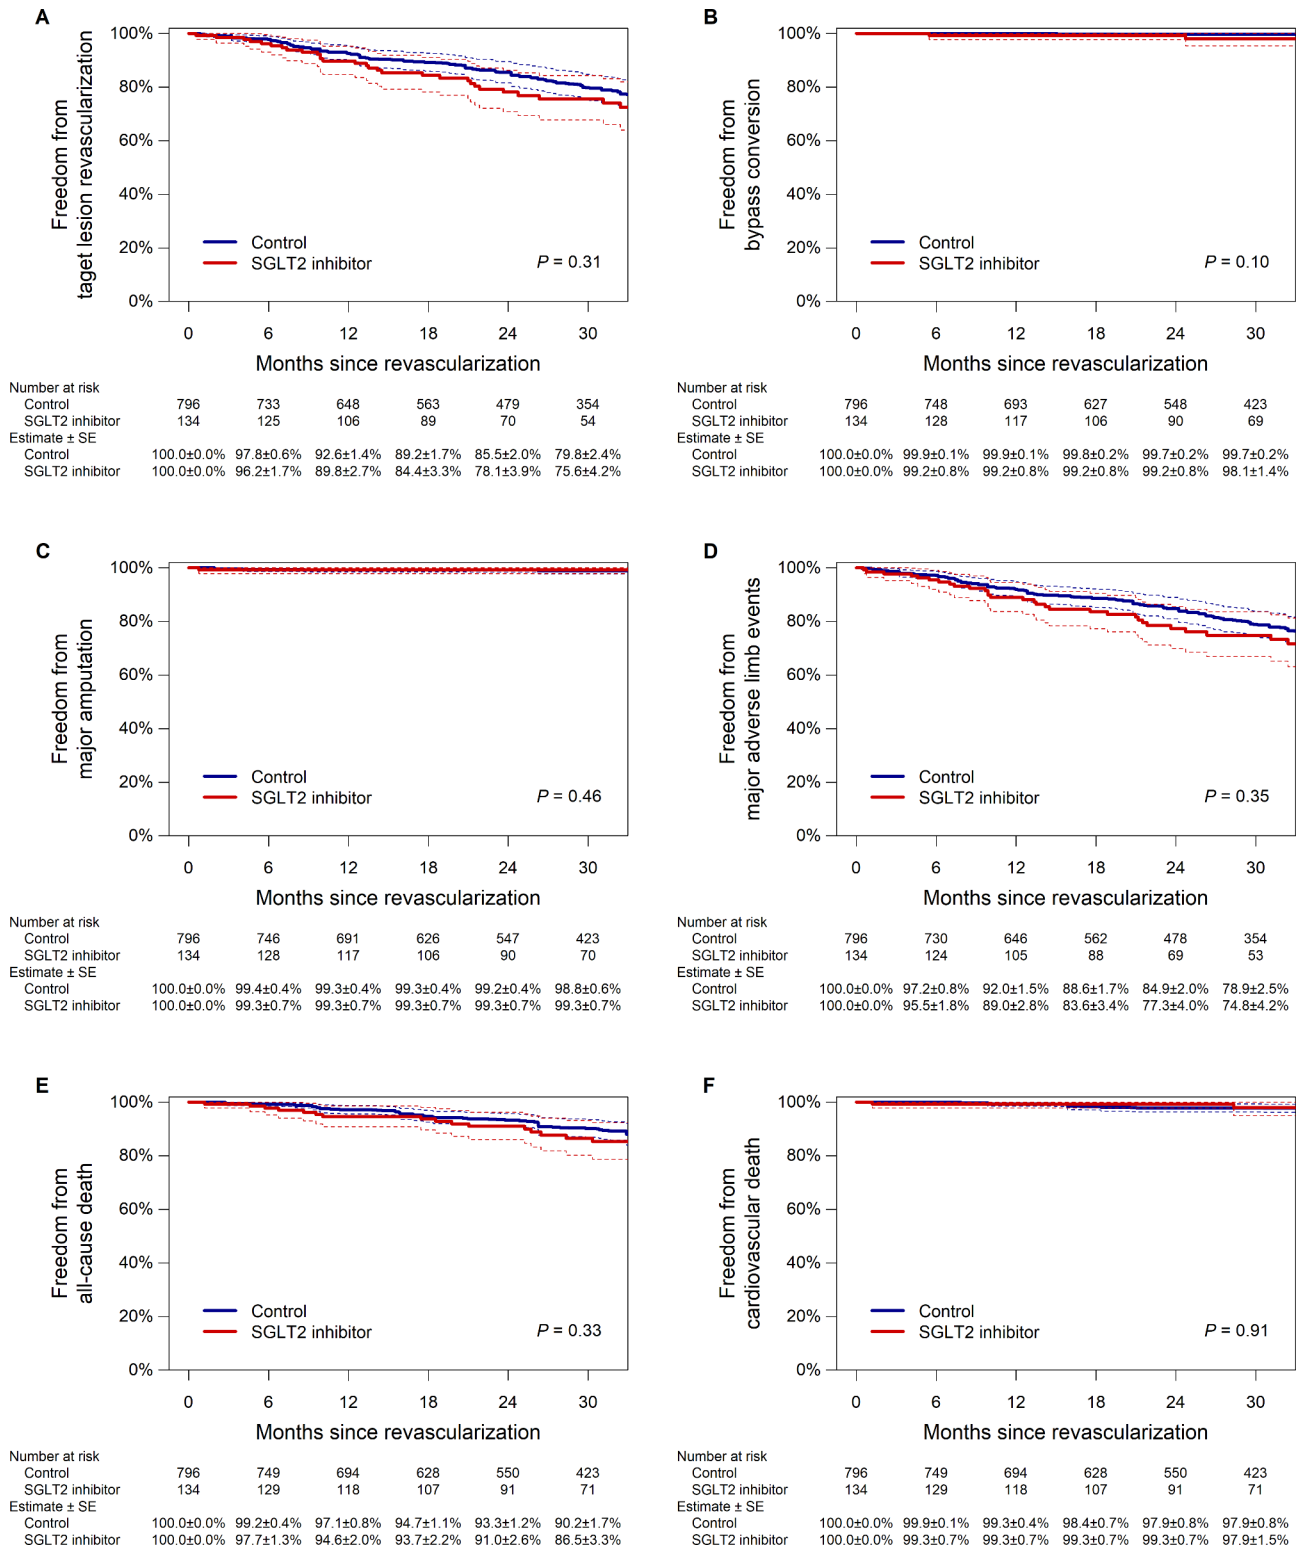 A
100%
80%
60%
40%
20%
0%
Freedom from
taget lesion revascularization
Control
SGLT2 inhibitor
P = 0.31
0 6 12 18 24 30
Months since revascularization
Number at risk
Control 796 733 648 563 479 354
SGLT2 inhibitor 134 125 106 89 70 54
Estimate ± SE
Control 100.0±0.0% 97.8±0.6% 92.6±1.4% 89.2±1.7% 85.5±2.0% 79.8±2.4%
SGLT2 inhibitor 100.0±0.0% 96.2±1.7% 89.8±2.7% 84.4±3.3% 78.1±3.9% 75.6±4.2%
B
100%
80%
60%
40%
20%
0%
Freedom from
bypass conversion
Control
SGLT2 inhibitor
P = 0.10
0 6 12 18 24 30
Months since revascularization
Number at risk
Control 796 748 693 627 548 423
SGLT2 inhibitor 134 128 117 106 90 69
Estimate ± SE
Control 100.0±0.0% 99.9±0.1% 99.9±0.1% 99.8±0.2% 99.7±0.2% 99.7±0.2%
SGLT2 inhibitor 100.0±0.0% 99.2±0.8% 99.2±0.8% 99.2±0.8% 99.2±0.8% 98.1±1.4%
C
100%
80%
60%
40%
20%
0%
Freedom from
major amputation
Control
SGLT2 inhibitor
P = 0.46
0 6 12 18 24 30
Months since revascularization
Number at risk
Control 796 746 691 626 547 423
SGLT2 inhibitor 134 128 117 106 90 70
Estimate ± SE
Control 100.0±0.0% 99.4±0.4% 99.3±0.4% 99.3±0.4% 99.2±0.4% 98.8±0.6%
SGLT2 inhibitor 100.0±0.0% 99.3±0.7% 99.3±0.7% 99.3±0.7% 99.3±0.7% 99.3±0.7%
D
100%
80%
60%
40%
20%
0%
Freedom from
major adverse limb events
Control
SGLT2 inhibitor
P = 0.35
0 6 12 18 24 30
Months since revascularization
Number at risk
Control 796 730 646 562 478 354
SGLT2 inhibitor 134 124 105 88 69 53
Estimate ± SE
Control 100.0±0.0% 97.2±0.8% 92.0±1.5% 88.6±1.7% 84.9±2.0% 78.9±2.5%
SGLT2 inhibitor 100.0±0.0% 95.5±1.8% 89.0±2.8% 83.6±3.4% 77.3±4.0% 74.8±4.2%
E
100%
80%
60%
40%
20%
0%
Freedom from
all-cause death
Control
SGLT2 inhibitor
P = 0.33
0 6 12 18 24 30
Months since revascularization
Number at risk
Control 796 749 694 628 550 423
SGLT2 inhibitor 134 129 118 107 91 71
Estimate ± SE
Control 100.0±0.0% 99.2±0.4% 97.1±0.8% 94.7±1.1% 93.3±1.2% 90.2±1.7%
SGLT2 inhibitor 100.0±0.0% 97.7±1.3% 94.6±2.0% 93.7±2.2% 91.0±2.6% 86.5±3.3%
F
100%
80%
60%
40%
20%
0%
Freedom from
cardiovascular death
Control
SGLT2 inhibitor
P = 0.91
0 6 12 18 24 30
Months since revascularization
Number at risk
Control 796 749 694 628 550 423
SGLT2 inhibitor 134 129 118 107 91 71
Estimate ± SE
Control 100.0±0.0% 99.9±0.1% 99.3±0.4% 98.4±0.7% 97.9±0.8% 97.9±0.8%
SGLT2 inhibitor 100.0±0.0% 99.3±0.7% 99.3±0.7% 99.3±0.7% 99.3±0.7% 97.9±1.5%